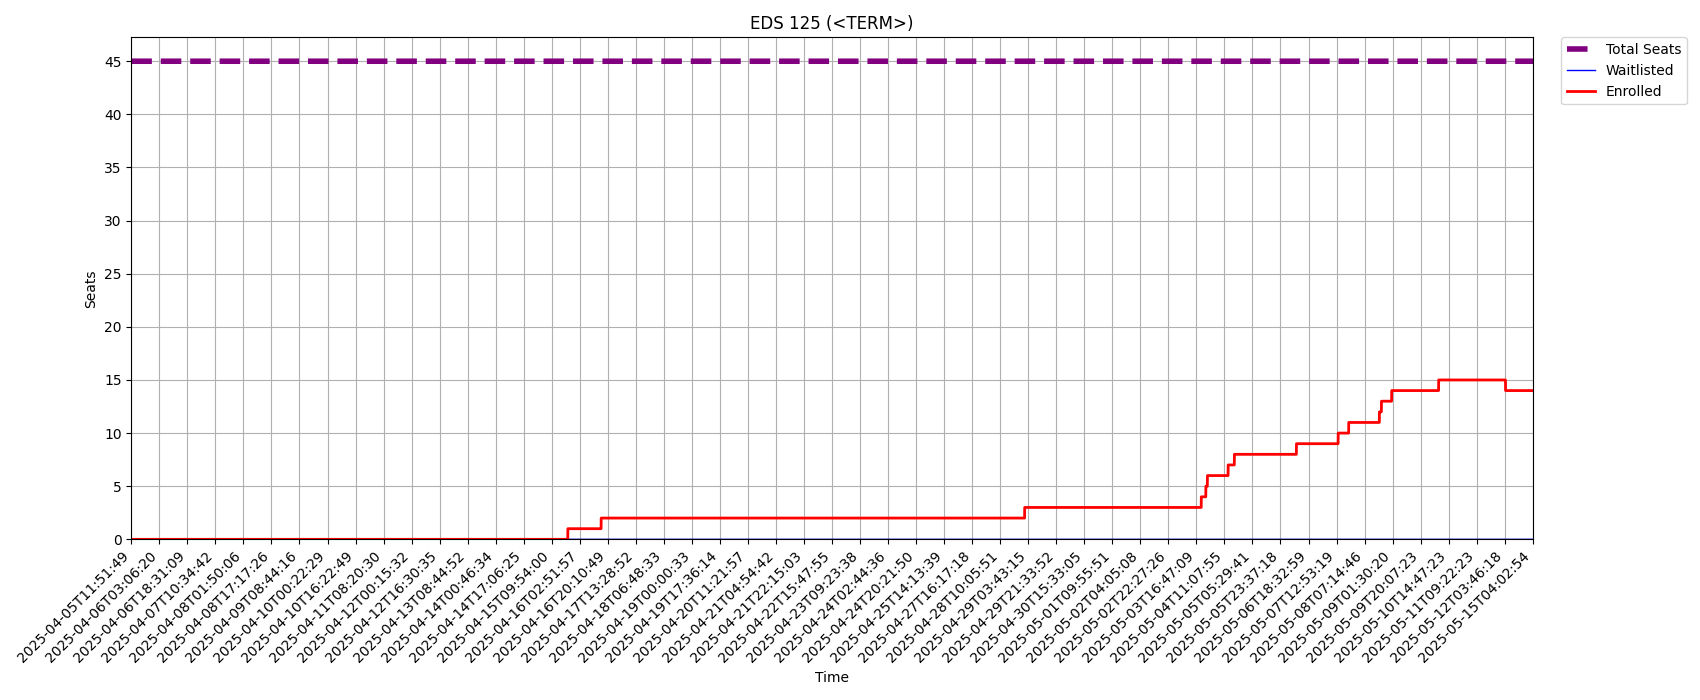 EDS 125 (<TERM>)
Total Seats
Waitlisted
Enrolled
Seats
45
40
35
30
25
20
15
10
5
0
2025-04-05T11:51:49
2025-04-06T03:06:20
2025-04-06T18:31:09
2025-04-07T10:34:42
2025-04-08T01:50:06
2025-04-08T17:17:26
2025-04-09T08:44:16
2025-04-10T00:22:29
2025-04-10T16:22:49
2025-04-11T08:20:30
2025-04-12T00:15:32
2025-04-12T16:30:35
2025-04-13T08:44:52
2025-04-14T00:46:34
2025-04-14T17:06:25
2025-04-15T09:54:00
2025-04-16T02:51:57
2025-04-16T20:10:49
2025-04-17T13:28:52
2025-04-18T06:48:33
2025-04-19T00:00:33
2025-04-19T17:36:14
2025-04-20T11:21:57
2025-04-21T04:54:42
2025-04-21T22:15:03
2025-04-22T15:47:55
2025-04-23T09:23:38
2025-04-24T02:44:36
2025-04-24T20:21:50
2025-04-25T14:13:39
2025-04-27T16:17:18
2025-04-28T10:05:51
2025-04-29T03:43:15
2025-04-29T21:33:52
2025-04-30T15:33:05
2025-05-01T09:55:51
2025-05-02T04:05:08
2025-05-02T22:27:26
2025-05-03T16:47:09
2025-05-04T11:07:55
2025-05-05T05:29:41
2025-05-05T23:37:18
2025-05-06T18:32:59
2025-05-07T12:53:19
2025-05-08T07:14:46
2025-05-09T01:30:20
2025-05-09T20:07:23
2025-05-10T14:47:23
2025-05-11T09:22:23
2025-05-12T03:46:18
2025-05-15T04:02:54
Time